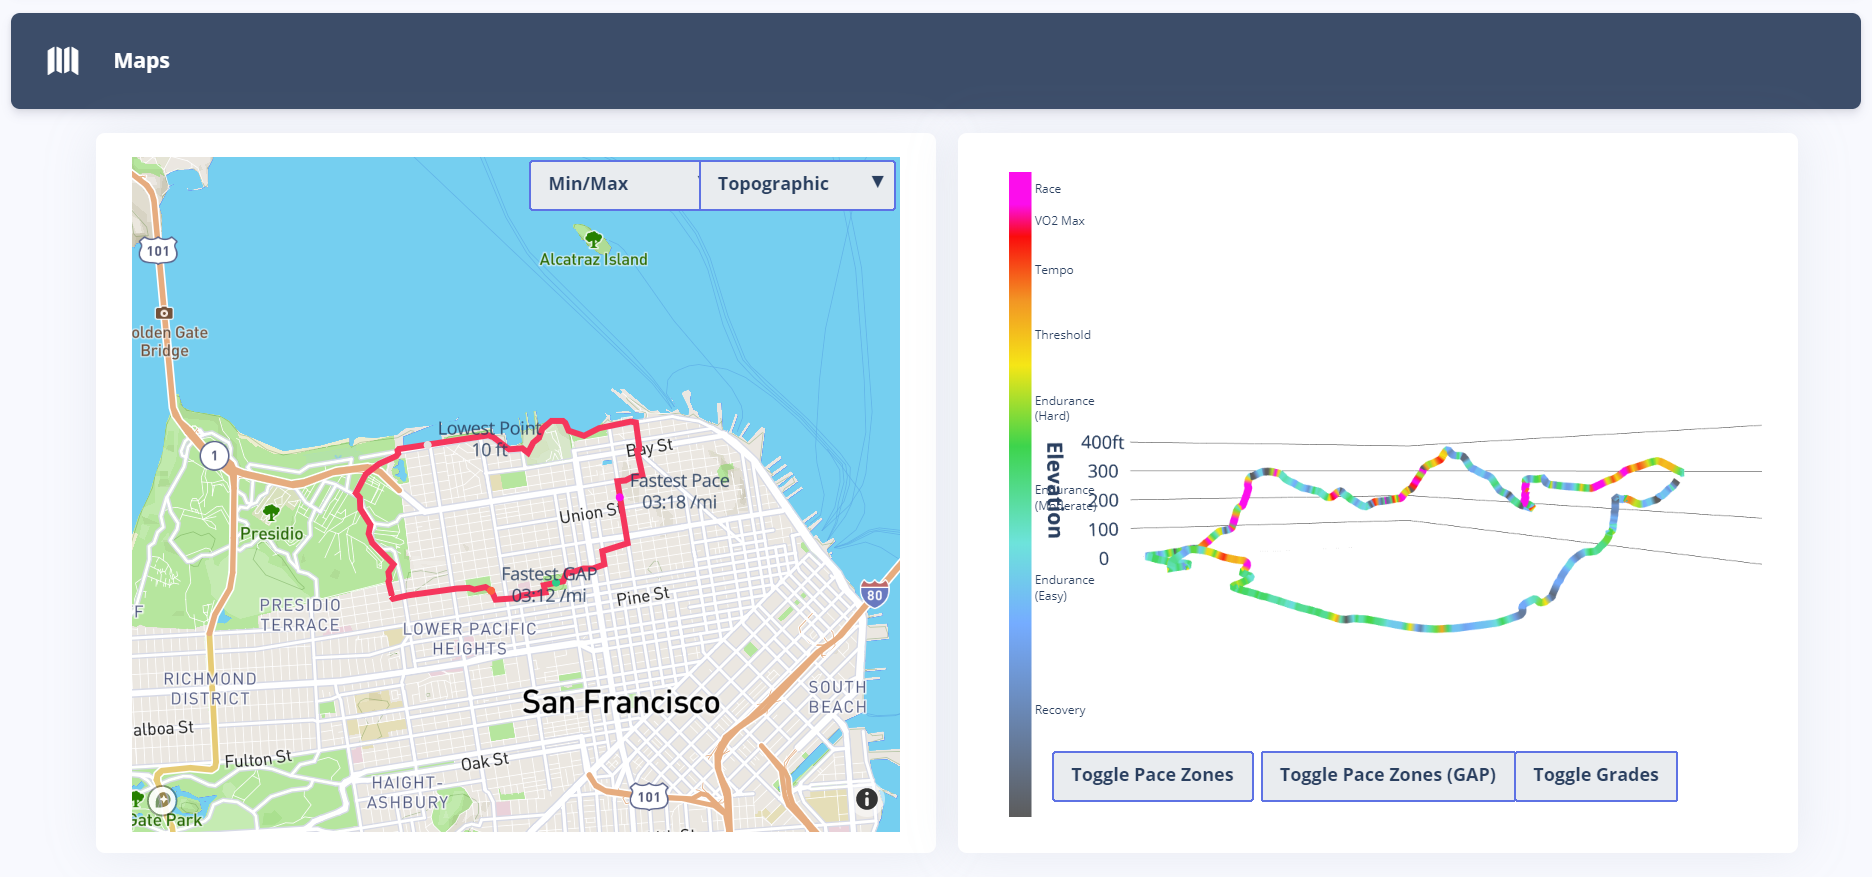 Maps
Min/Max
Topographic
Alcatraz Island
101
olden Gate
Bridge
1
Presidio
Lowest Point
10 ft
Bay St
Fastest Pace
03:18 /mi
Union St
Fastest GAP
03:12 /mi
Pine St
80
F
PRESIDIO
TERRACE
LOWER PACIFIC
HEIGHTS
RICHMOND
DISTRICT
San Francisco
SOUTH
BEACH
alboa St
Fulton St
Oak St
HAIGHT-
ASHBURY
101
Gate Park
Race
VO2 Max
Tempo
Threshold
Endurance
(Hard)
Endurance
(Moderate)
Endurance
(Easy)
Recovery
Elevation
400ft
300
200
100
0
Toggle Pace Zones
Toggle Pace Zones (GAP)
Toggle Grades